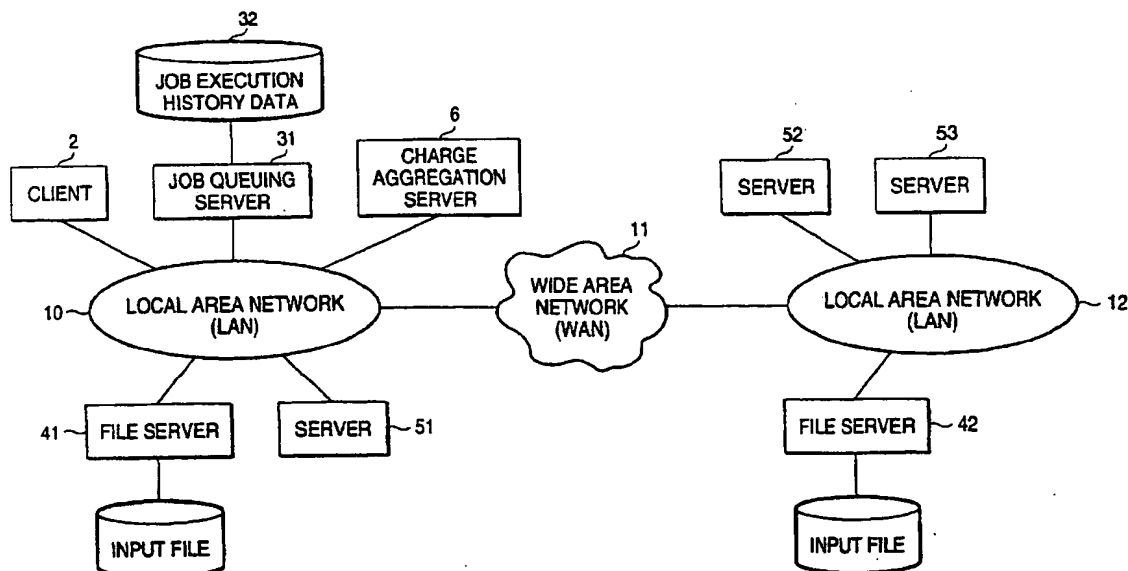 32
JOB EXECUTION
HISTORY DATA
2
CLIENT
31
JOB QUEUING
SERVER
6
CHARGE
AGGREGATION
SERVER
52
SERVER
53
SERVER
10
LOCAL AREA NETWORK
(LAN)
11
WIDE AREA
NETWORK
(WAN)
LOCAL AREA NETWORK
(LAN)
12
41
FILE SERVER
SERVER
51
FILE SERVER
42
INPUT FILE
INPUT FILE